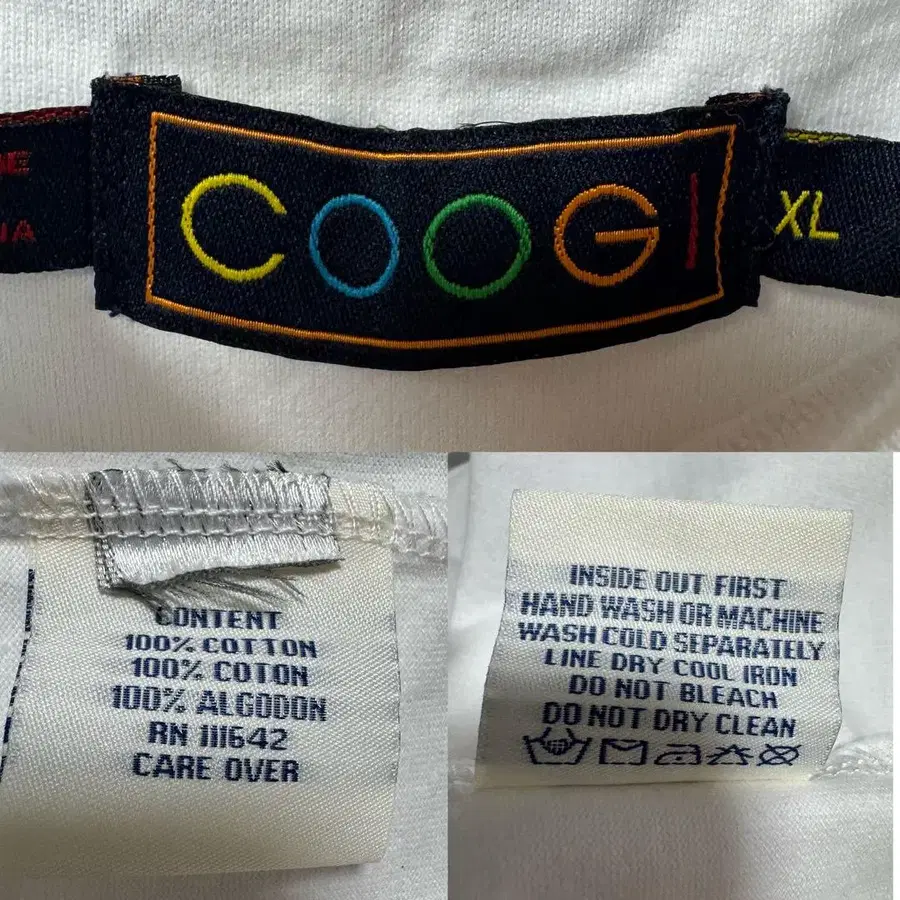 COOGI
XL
CONTENT
100% COTTON
100% COTON
100% ALGODON
RN 111642
CARE OVER
INSIDE OUT FIRST
HAND WASH OR MACHINE
WASH COLD SEPARATELY
LINE DRY COOL IRON
DO NOT BLEACH
DO NOT DRY CLEAN